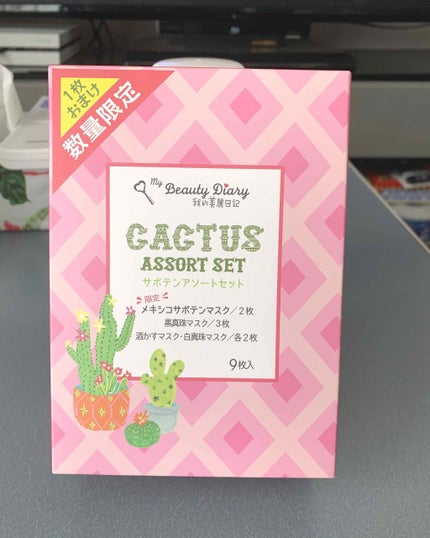 1枚
おまけ
数量限定
My Beauty Diary
我的美麗日記
CACTUS
ASSORT SET
サボテンアソートセット
限定
メキシコサボテンマスク/2枚
黒真珠マスク/3枚
酒かすマスク・白真珠マスク/各2枚
9枚入